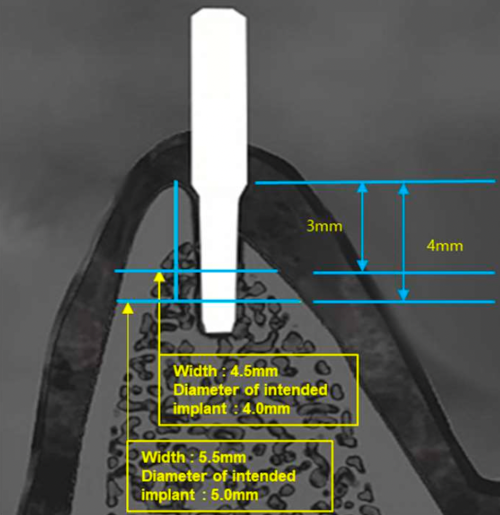 3mm
4mm
Width : 4.5mm
Diameter of intended
implant : 4.0mm
Width : 5.5mm
Diameter of intended
implant : 5.0mm